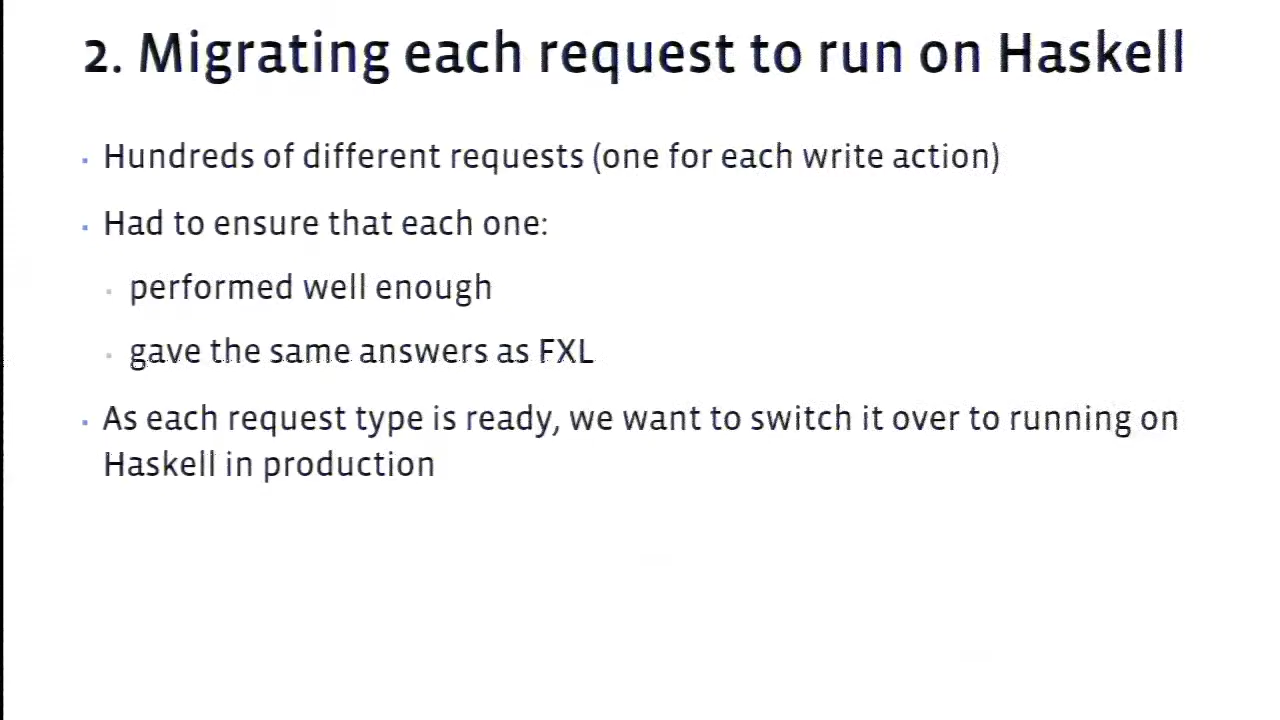 2. Migrating each request to run on Haskell
· Hundreds of different requests (one for each write action)
· Had to ensure that each one:
· performed well enough
· gave the same answers as FXL
· As each request type is ready, we want to switch it over to running on
Haskell in production